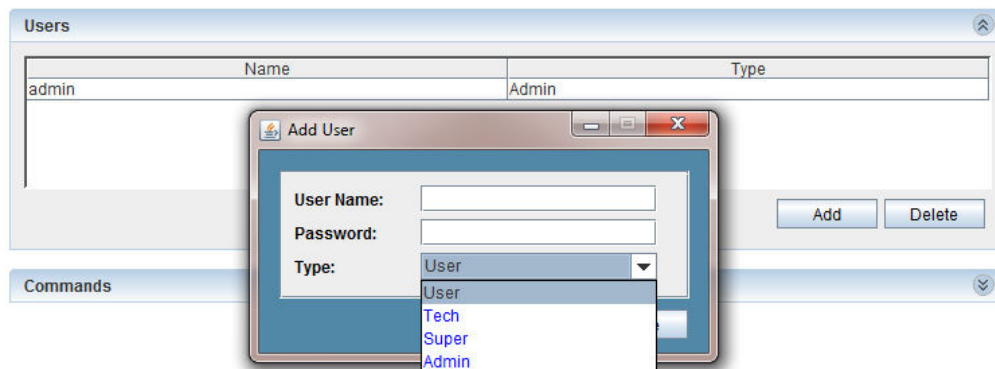 Users
Name Type
admin Admin
Add User
User Name:
Password:
Type: User
User
Tech
Super
Admin
Add Delete
Commands